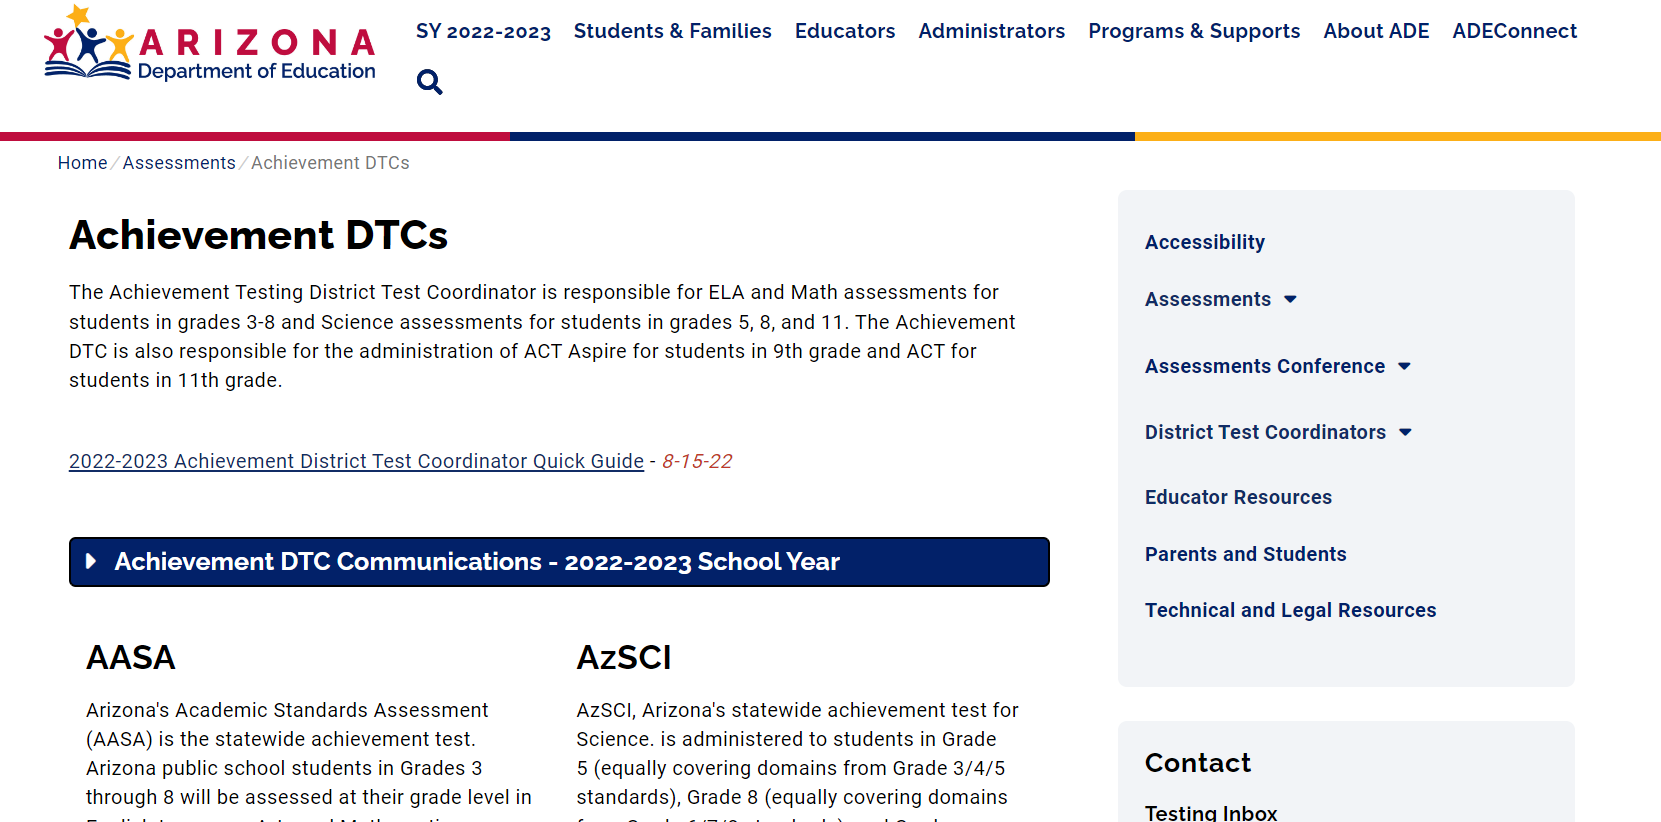 ARIZONA
Department of Education
SY 2022-2023 Students & Families Educators Administrators Programs & Supports About ADE ADEConnect
Home / Assessments / Achievement DTCs
Achievement DTCs
The Achievement Testing District Test Coordinator is responsible for ELA and Math assessments for
students in grades 3-8 and Science assessments for students in grades 5, 8, and 11. The Achievement
DTC is also responsible for the administration of ACT Aspire for students in 9th grade and ACT for
students in 11th grade.
2022-2023 Achievement District Test Coordinator Quick Guide - 8-15-22
Achievement DTC Communications - 2022-2023 School Year
AASA
Arizona's Academic Standards Assessment
(AASA) is the statewide achievement test.
Arizona public school students in Grades 3
through 8 will be assessed at their grade level in
AzSCI
AzSCI, Arizona's statewide achievement test for
Science. is administered to students in Grade
5 (equally covering domains from Grade 3/4/5
standards), Grade 8 (equally covering domains
Accessibility
Assessments
Assessments Conference
District Test Coordinators
Educator Resources
Parents and Students
Technical and Legal Resources
Contact
Testing Inbox